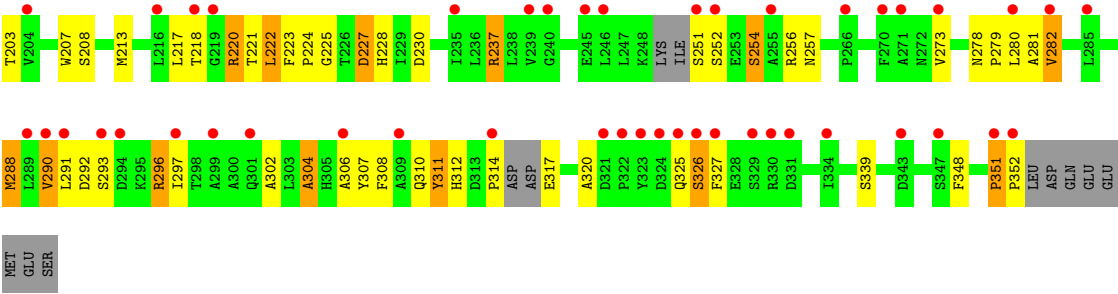 T203 V204 W207 S208 M213 L216 L217 T218 G219 R220 T221 L222 F223 P224 G225 T226 D227 H228 I229 D230 I235 L236 R237 L238 V239 G240 E245 L246 L247 K248 LYS ILE S251 S252 E253 S254 A255 R256 N257 P266 F270 A271 N272 V273 N278 P279 L280 A281 V282 L285
M288 L289 V290 L291 D292 S293 D294 K295 R296 I297 T298 A299 A300 Q301 A302 L303 A304 H305 A306 Y307 F308 A309 Q310 Y311 H312 D313 P314 ASP ASP E317 A320 D321 P322 Y323 D324 Q325 S326 F327 E328 S329 R330 D331 I334 S339 D343 S347 F348 P351 P352 LEU ASP GLN GLU GLU
MET GLU SER